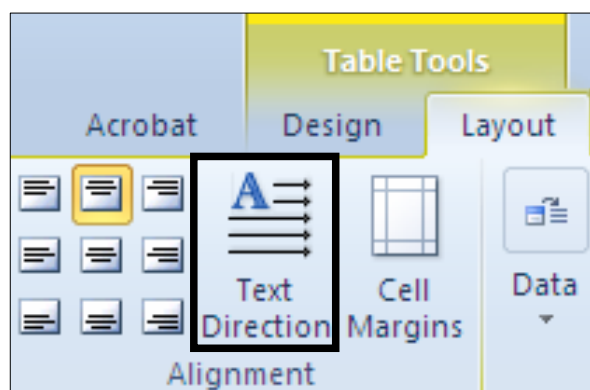 Table Tools
Acrobat Design Layout
A
Text Direction
Cell Margins
Data
Alignment